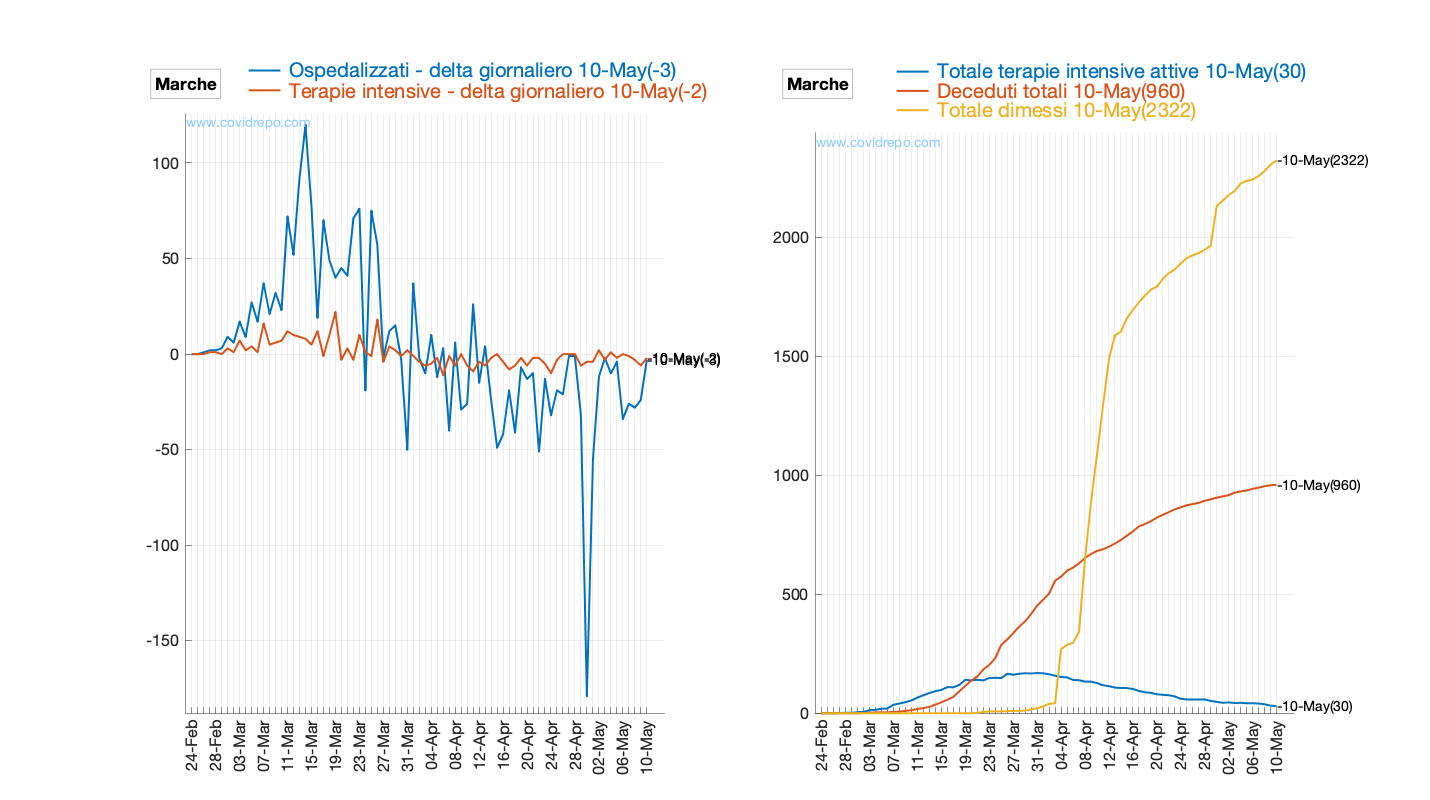 Marche
Ospedalizzati - delta giornaliero 10-May(-3)
Terapie intensive - delta giornaliero 10-May(-2)
www.covidrepo.com
100
50
0
-50
-100
-150
10-May(-2)
10-May(-3)
24-Feb
28-Feb
03-Mar
07-Mar
11-Mar
15-Mar
19-Mar
23-Mar
27-Mar
31-Mar
04-Apr
08-Apr
12-Apr
16-Apr
20-Apr
24-Apr
28-Apr
02-May
06-May
10-May
Marche
Totale terapie intensive attive 10-May(30)
Deceduti totali 10-May(960)
Totale dimessi 10-May(2322)
www.covidrepo.com
2000
1500
1000
500
0
10-May(2322)
10-May(960)
10-May(30)
24-Feb
28-Feb
03-Mar
07-Mar
11-Mar
15-Mar
19-Mar
23-Mar
27-Mar
31-Mar
04-Apr
08-Apr
12-Apr
16-Apr
20-Apr
24-Apr
28-Apr
02-May
06-May
10-May